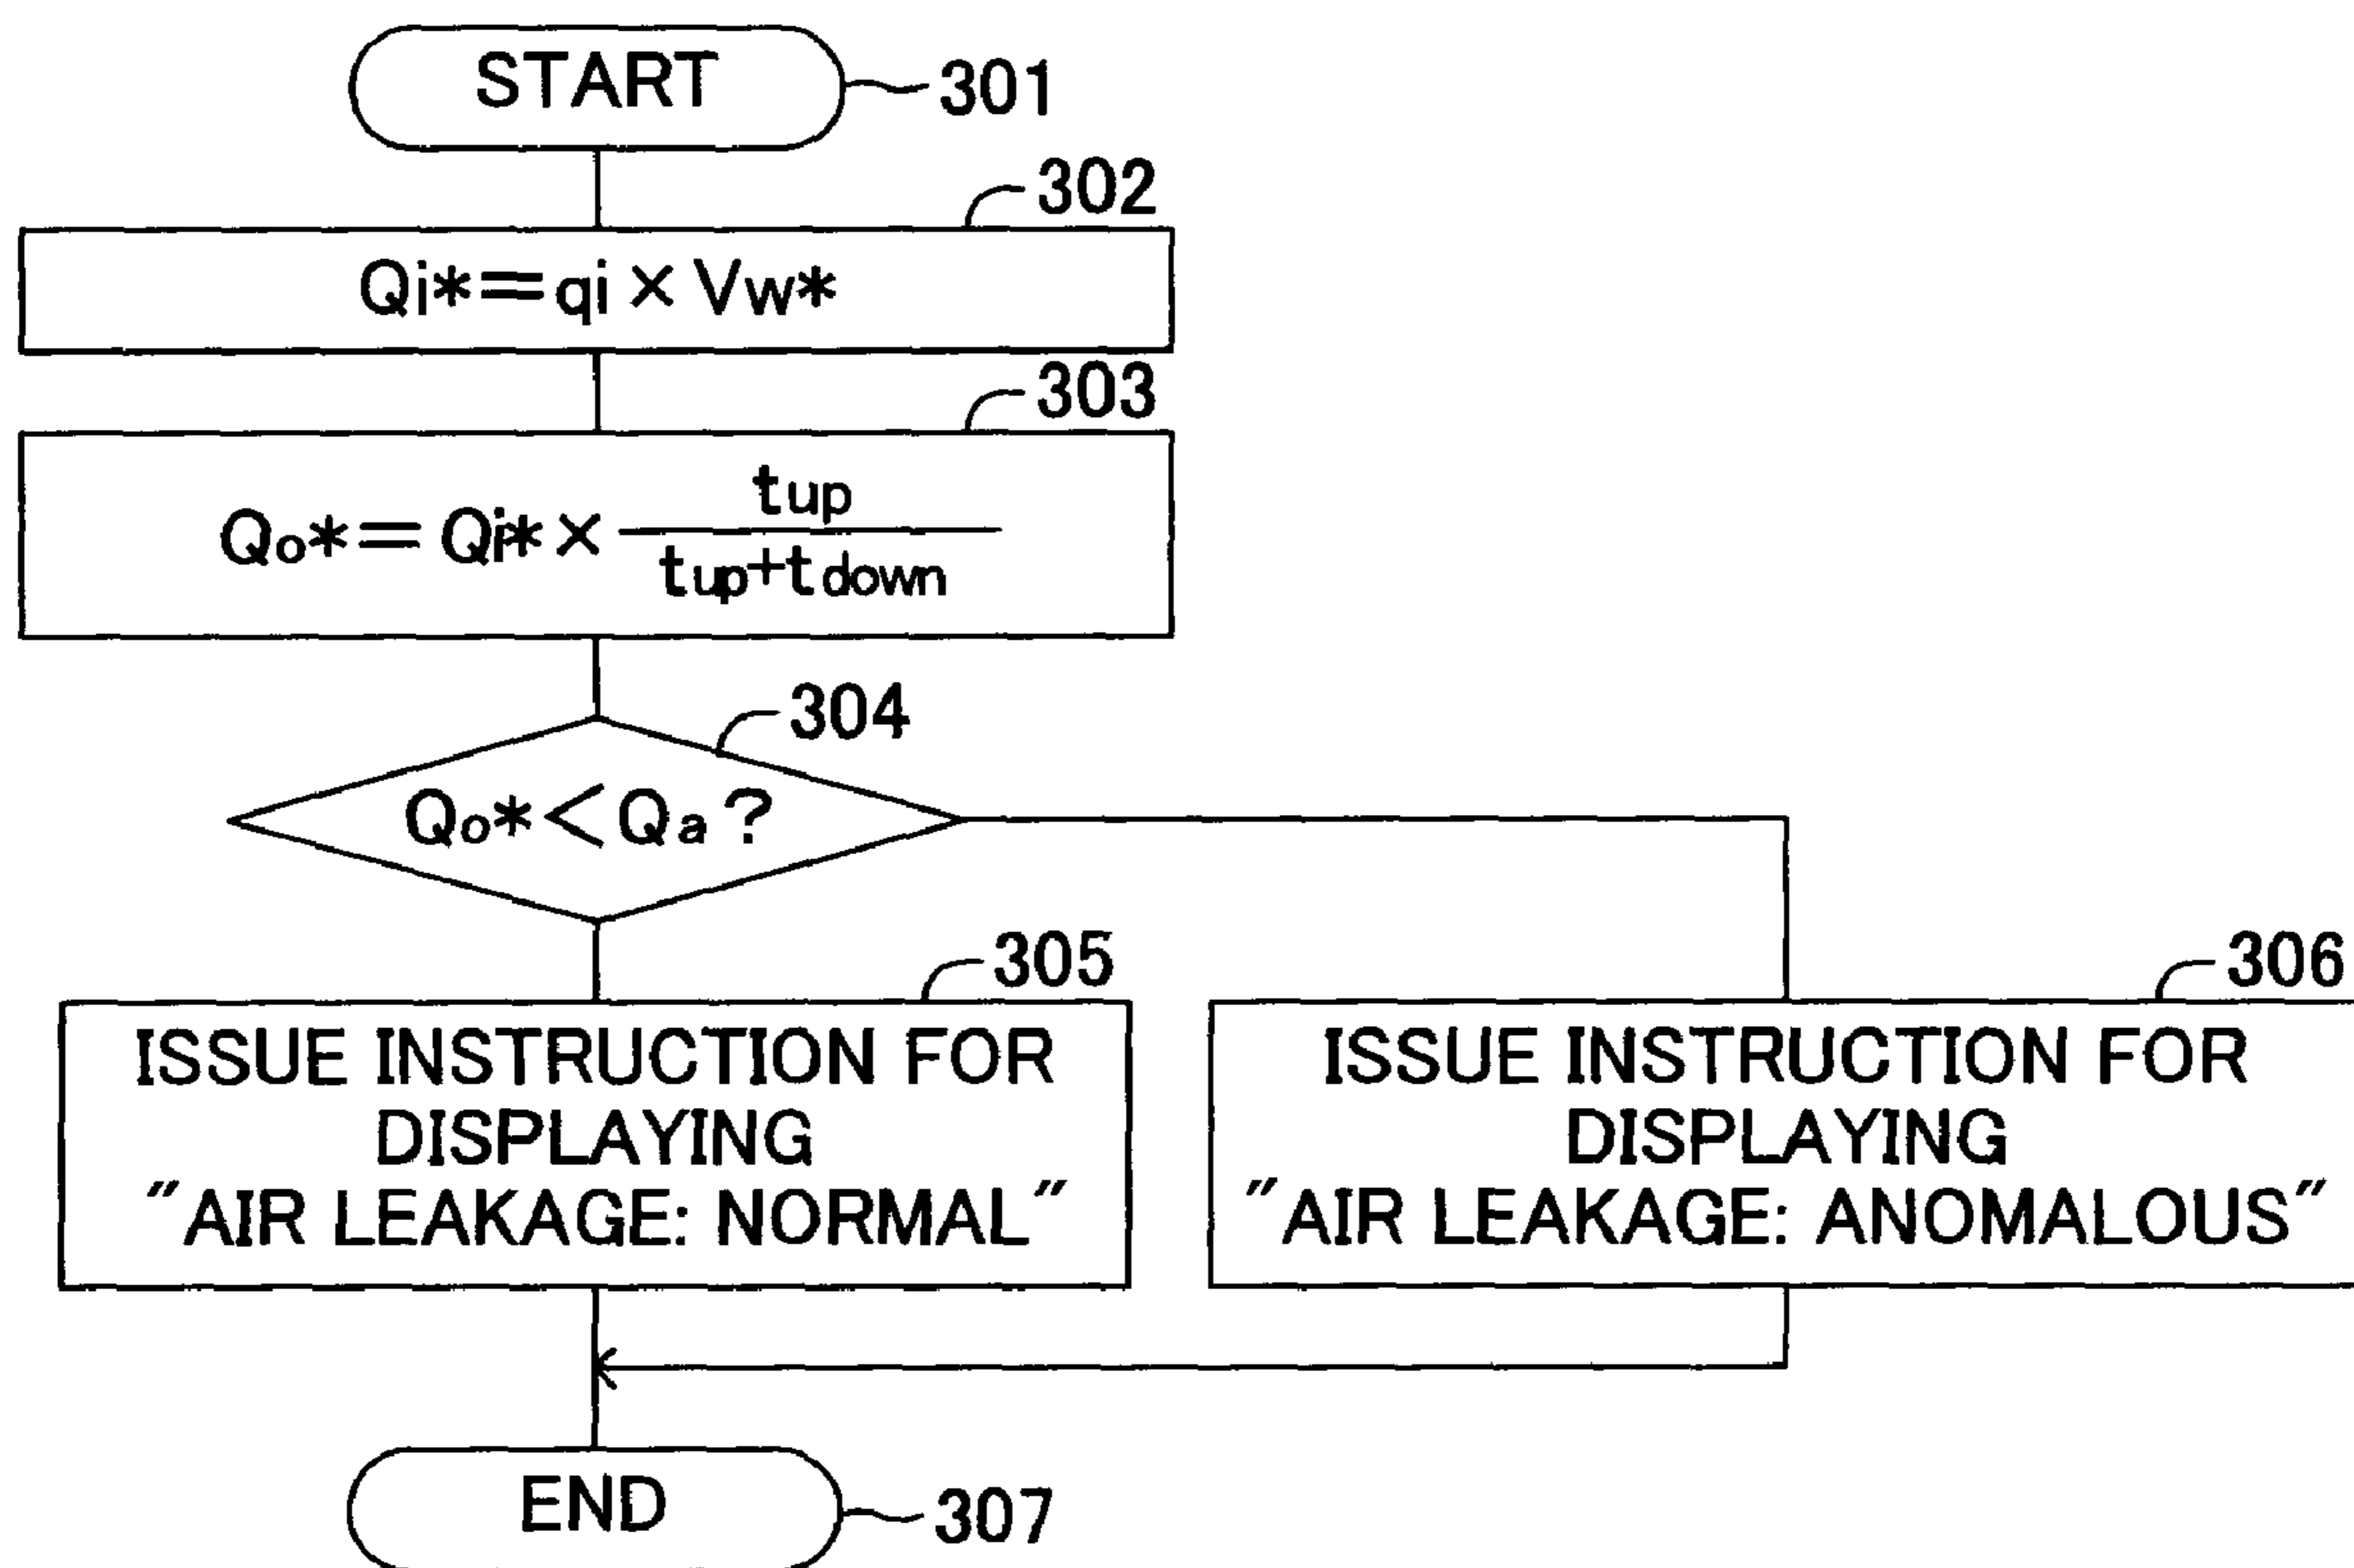 START
301
302
Qi*=qi×Vw*
303
Qo*=Qi*× tup
tup+tdown
304
Qo*<Qa?
305
ISSUE INSTRUCTION FOR
DISPLAYING
"AIR LEAKAGE: NORMAL"
306
ISSUE INSTRUCTION FOR
DISPLAYING
"AIR LEAKAGE: ANOMALOUS"
END
307